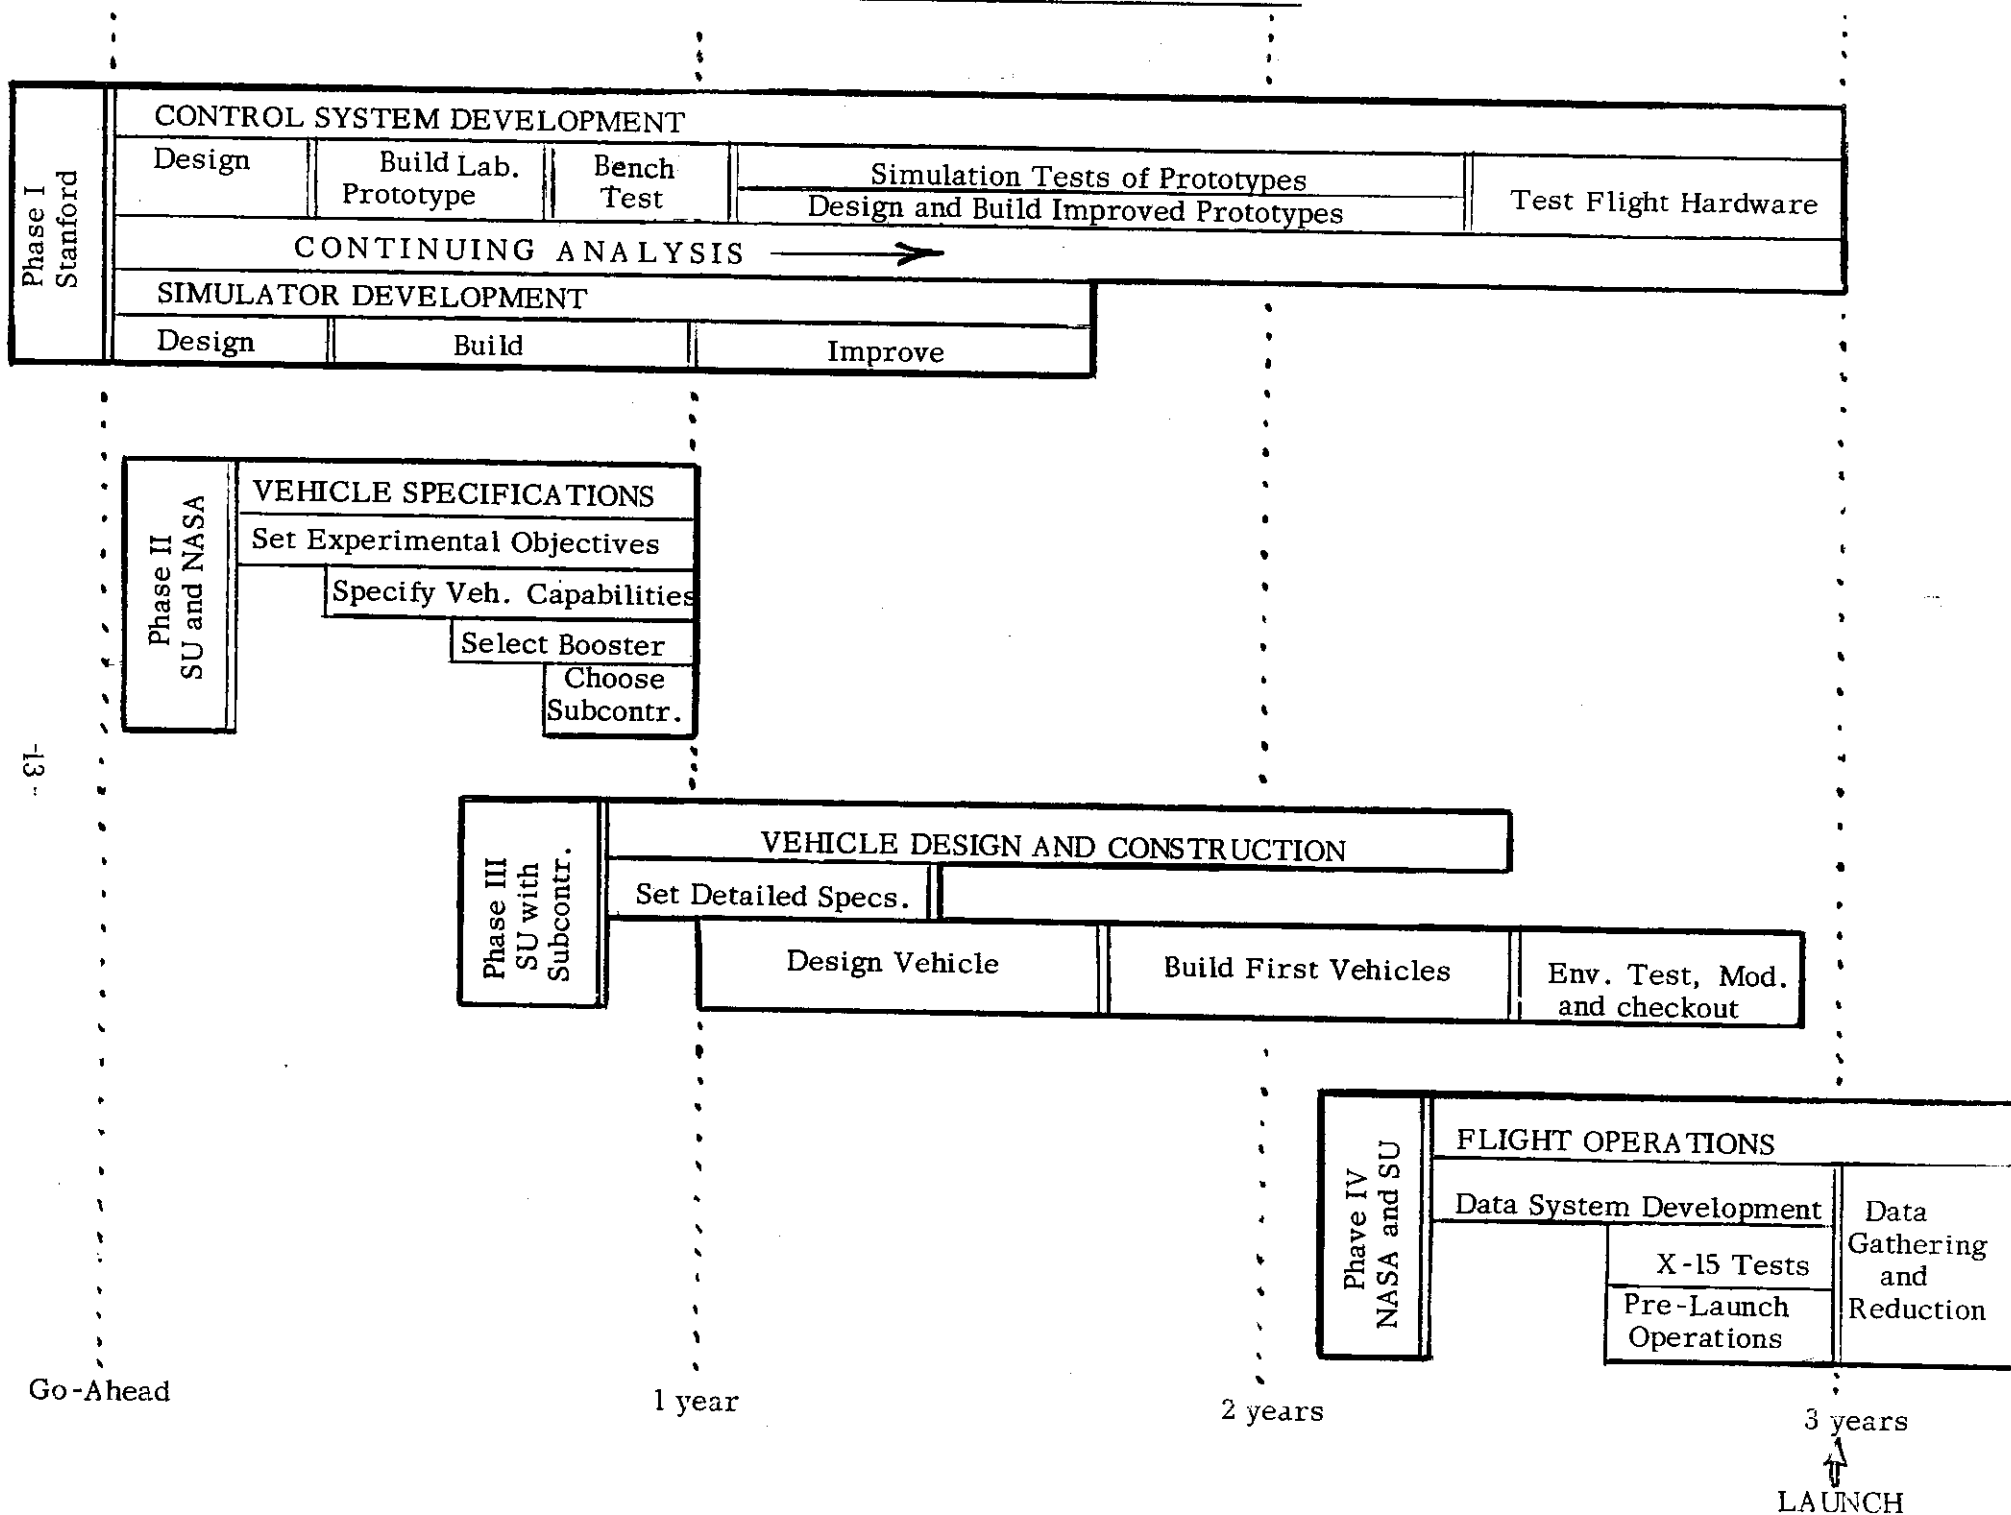 Phase I
Stanford
CONTROL SYSTEM DEVELOPMENT
Design
Build Lab.
Prototype
Bench
Test
Simulation Tests of Prototypes
Design and Build Improved Prototypes
Test Flight Hardware
CONTINUING ANALYSIS
SIMULATOR DEVELOPMENT
Design
Build
Improve
Phase II
SU and NASA
VEHICLE SPECIFICATIONS
Set Experimental Objectives
Specify Veh. Capabilities
Select Booster
Choose
Subcontr.
-13-
Phase III
SU with
Subcontr.
VEHICLE DESIGN AND CONSTRUCTION
Set Detailed Specs.
Design Vehicle
Build First Vehicles
Env. Test, Mod.
and checkout
Phave IV
NASA and SU
FLIGHT OPERATIONS
Data System Development
X-15 Tests
Pre-Launch
Operations
Data
Gathering
and
Reduction
Go-Ahead
1 year
2 years
3 years
LAUNCH